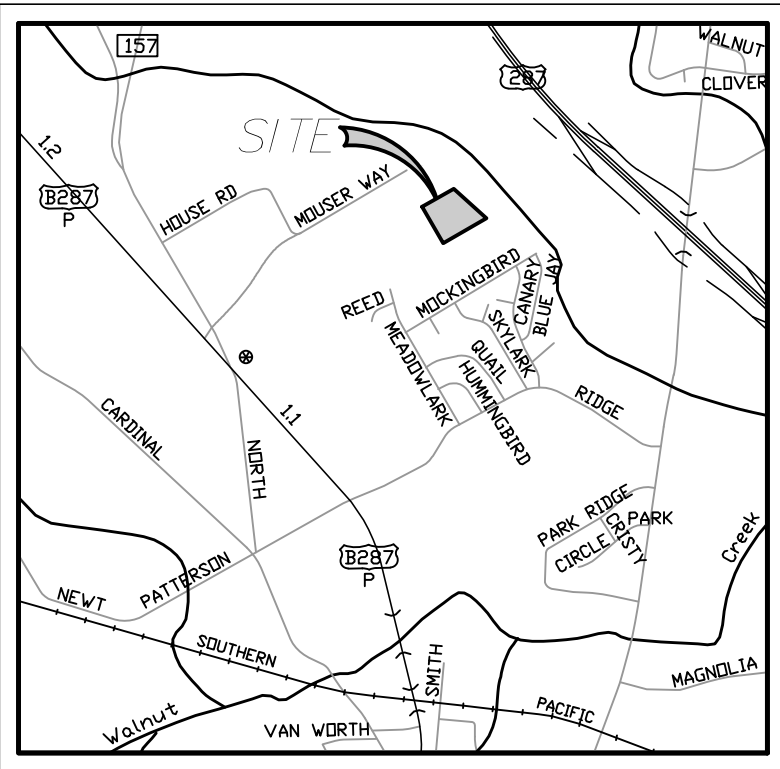 157
WALNUT
287
CLOVER
SITE
1.2
B287
P
HOUSE RD
MOUSER WAY
MOCKINGBIRD
CANARY
BLUE JAY
REED
MEADOWLARK
SKYLARK
QUAIL
HUMMINGBIRD
RIDGE
1.1
CARDINAL
NORTH
PARK RIDGE
PARK
CRISTY
CIRCLE
Creek
B287
P
PATTERSON
NEWT
SOUTHERN
SMITH
MAGNOLIA
PACIFIC
Walnut
VAN WORTH